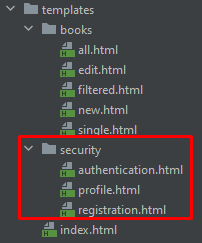 templates
books
all.html
edit.html
filtered.html
new.html
single.html
security
authentication.html
profile.html
registration.html
index.html